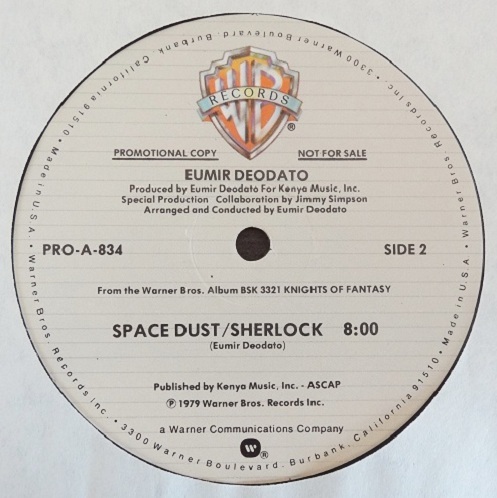 WB
RECORDS
®
PROMOTIONAL COPY NOT FOR SALE
EUMIR DEODATO
Produced by Eumir Deodato For Kenya Music, Inc.
Special Production Collaboration by Jimmy Simpson
Arranged and Conducted by Eumir Deodato
PRO-A-834 SIDE 2
From the Warner Bros. Album BSK 3321 KNIGHTS OF FANTASY
SPACE DUST/SHERLOCK 8:00
(Eumir Deodato)
Published by Kenya Music, Inc. - ASCAP
℗ 1979 Warner Bros. Records Inc.
a Warner Communications Company
W ®
Warner Bros. Records Inc. • 3300 Warner Boulevard, Burbank, California 91510 • Made in U.S.A. • Warner Bros. Records Inc. • 3300 Warner Boulevard, Burbank, California 91510 • Made in U.S.A. •